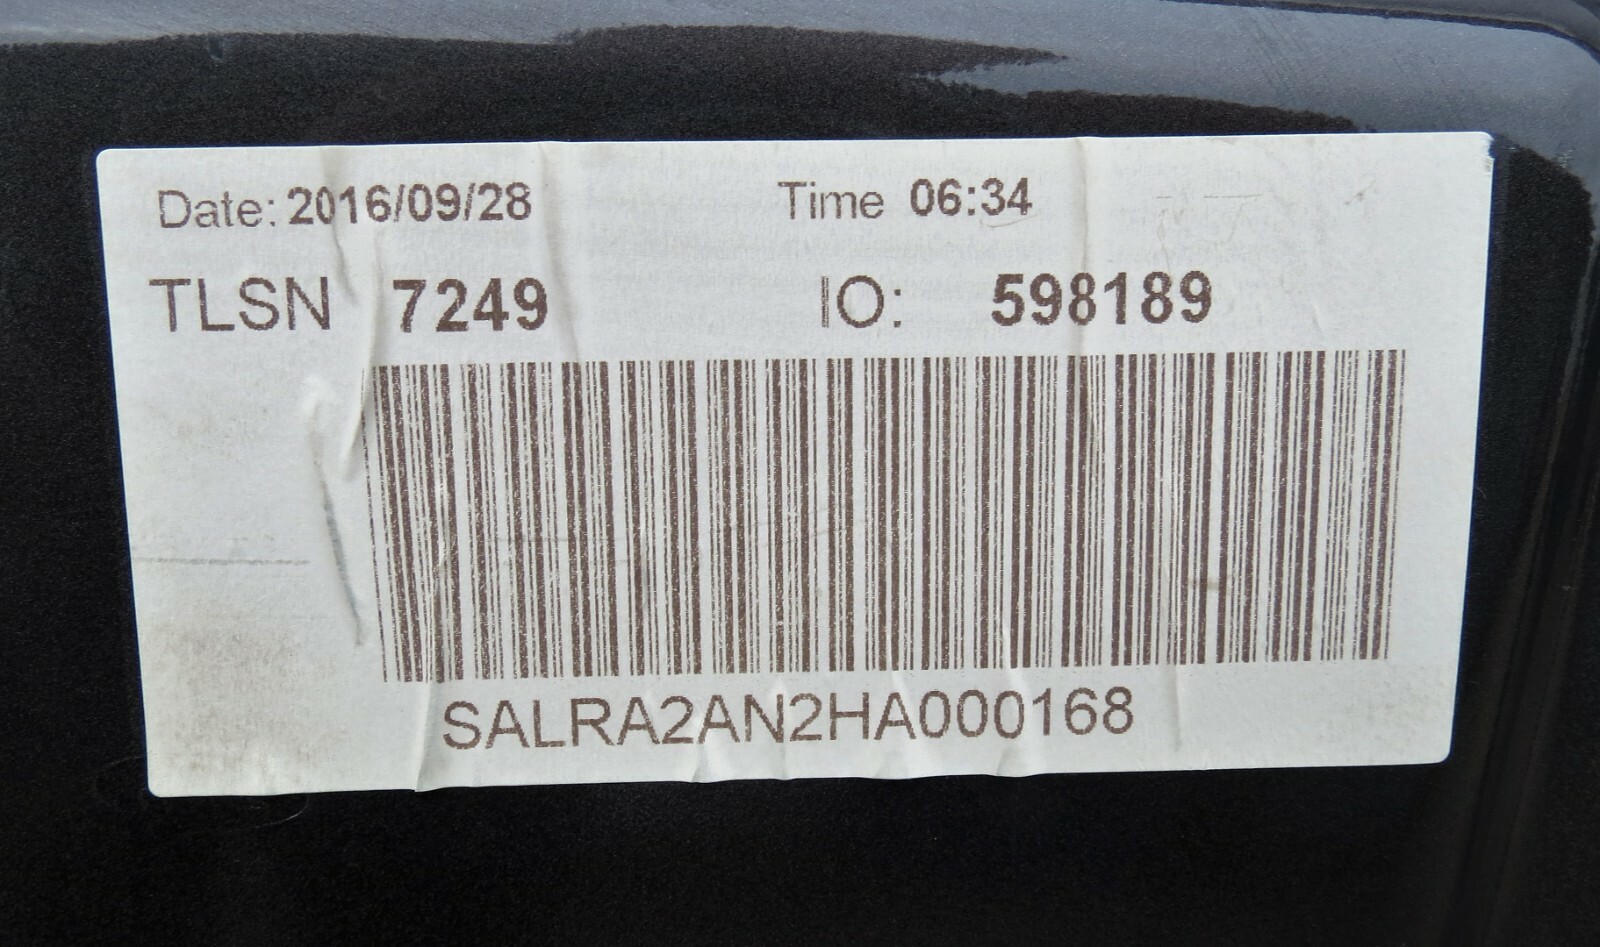 Date: 2016/09/28 Time 06:34
TLSN 7249 IO: 598189
SALRA2AN2HA000168